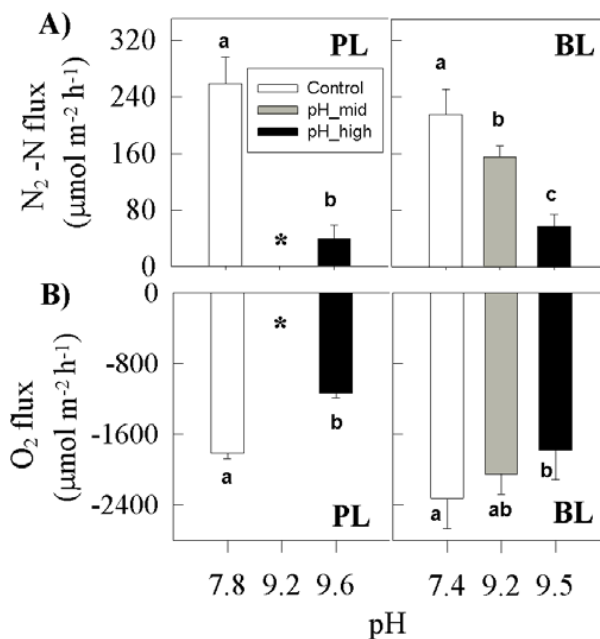 A)
N₂ -N flux
(µmol m⁻² h⁻¹)
320
240
160
80
0
PL
a
*
b
Control
pH_mid
pH_high
BL
a
b
c
B)
O₂ flux
(µmol m⁻² h⁻¹)
0
-800
-1600
-2400
*
a
b
PL
a
ab
b
BL
7.8 9.2 9.6 7.4 9.2 9.5
pH